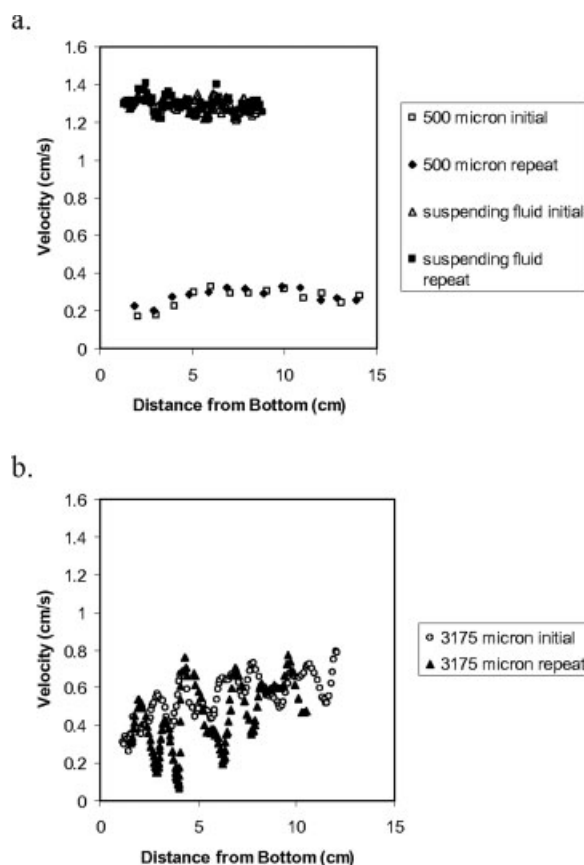 a.
1.6
1.4
1.2
1
0.8
0.6
0.4
0.2
0
Velocity (cm/s)
0 5 10 15
Distance from Bottom (cm)
500 micron initial
500 micron repeat
suspending fluid initial
suspending fluid
repeat
b.
1.6
1.4
1.2
1
0.8
0.6
0.4
0.2
0
Velocity (cm/s)
0 5 10 15
Distance from Bottom (cm)
3175 micron initial
3175 micron repeat